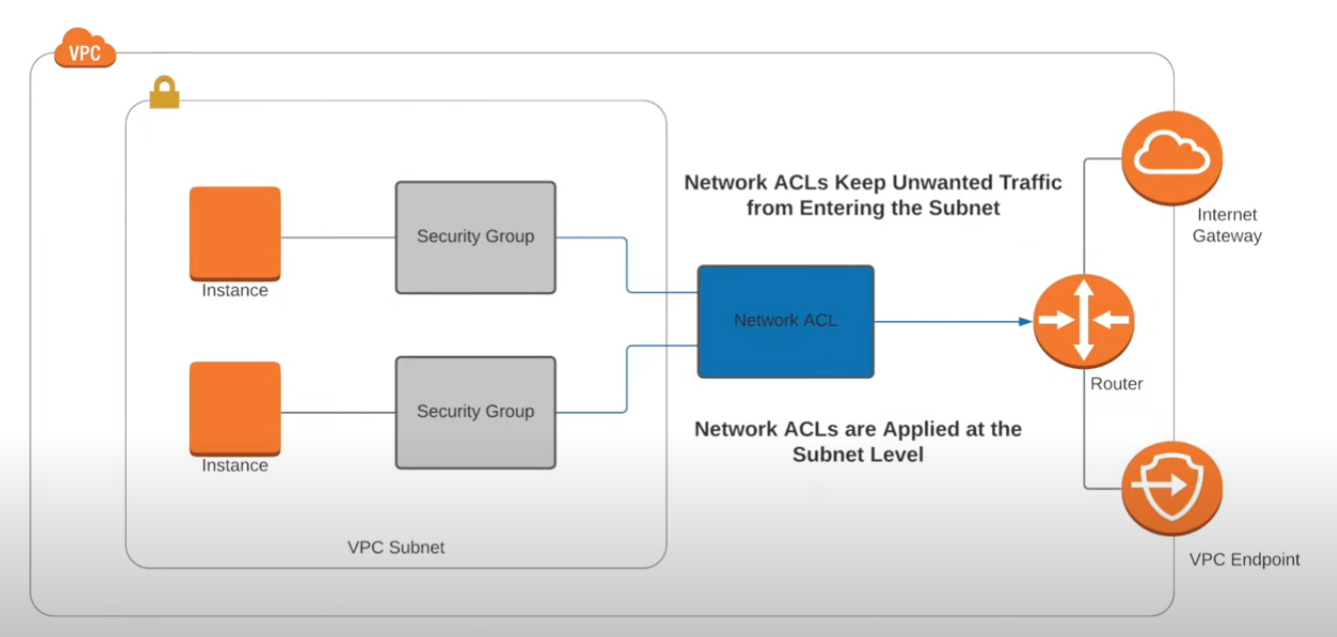 VPC
Network ACLs Keep Unwanted Traffic
from Entering the Subnet
Internet
Gateway
Security Group
Instance
Network ACL
Router
Security Group
Instance
Network ACLs are Applied at the
Subnet Level
VPC Subnet
VPC Endpoint